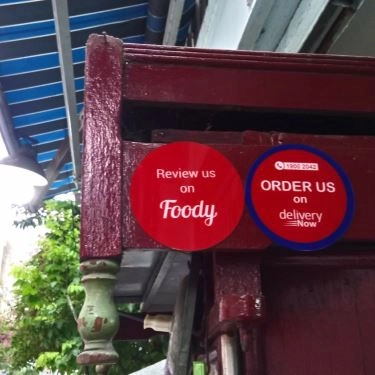 Review us
on
Foody
1900 2042
ORDER US
on
delivery
Now